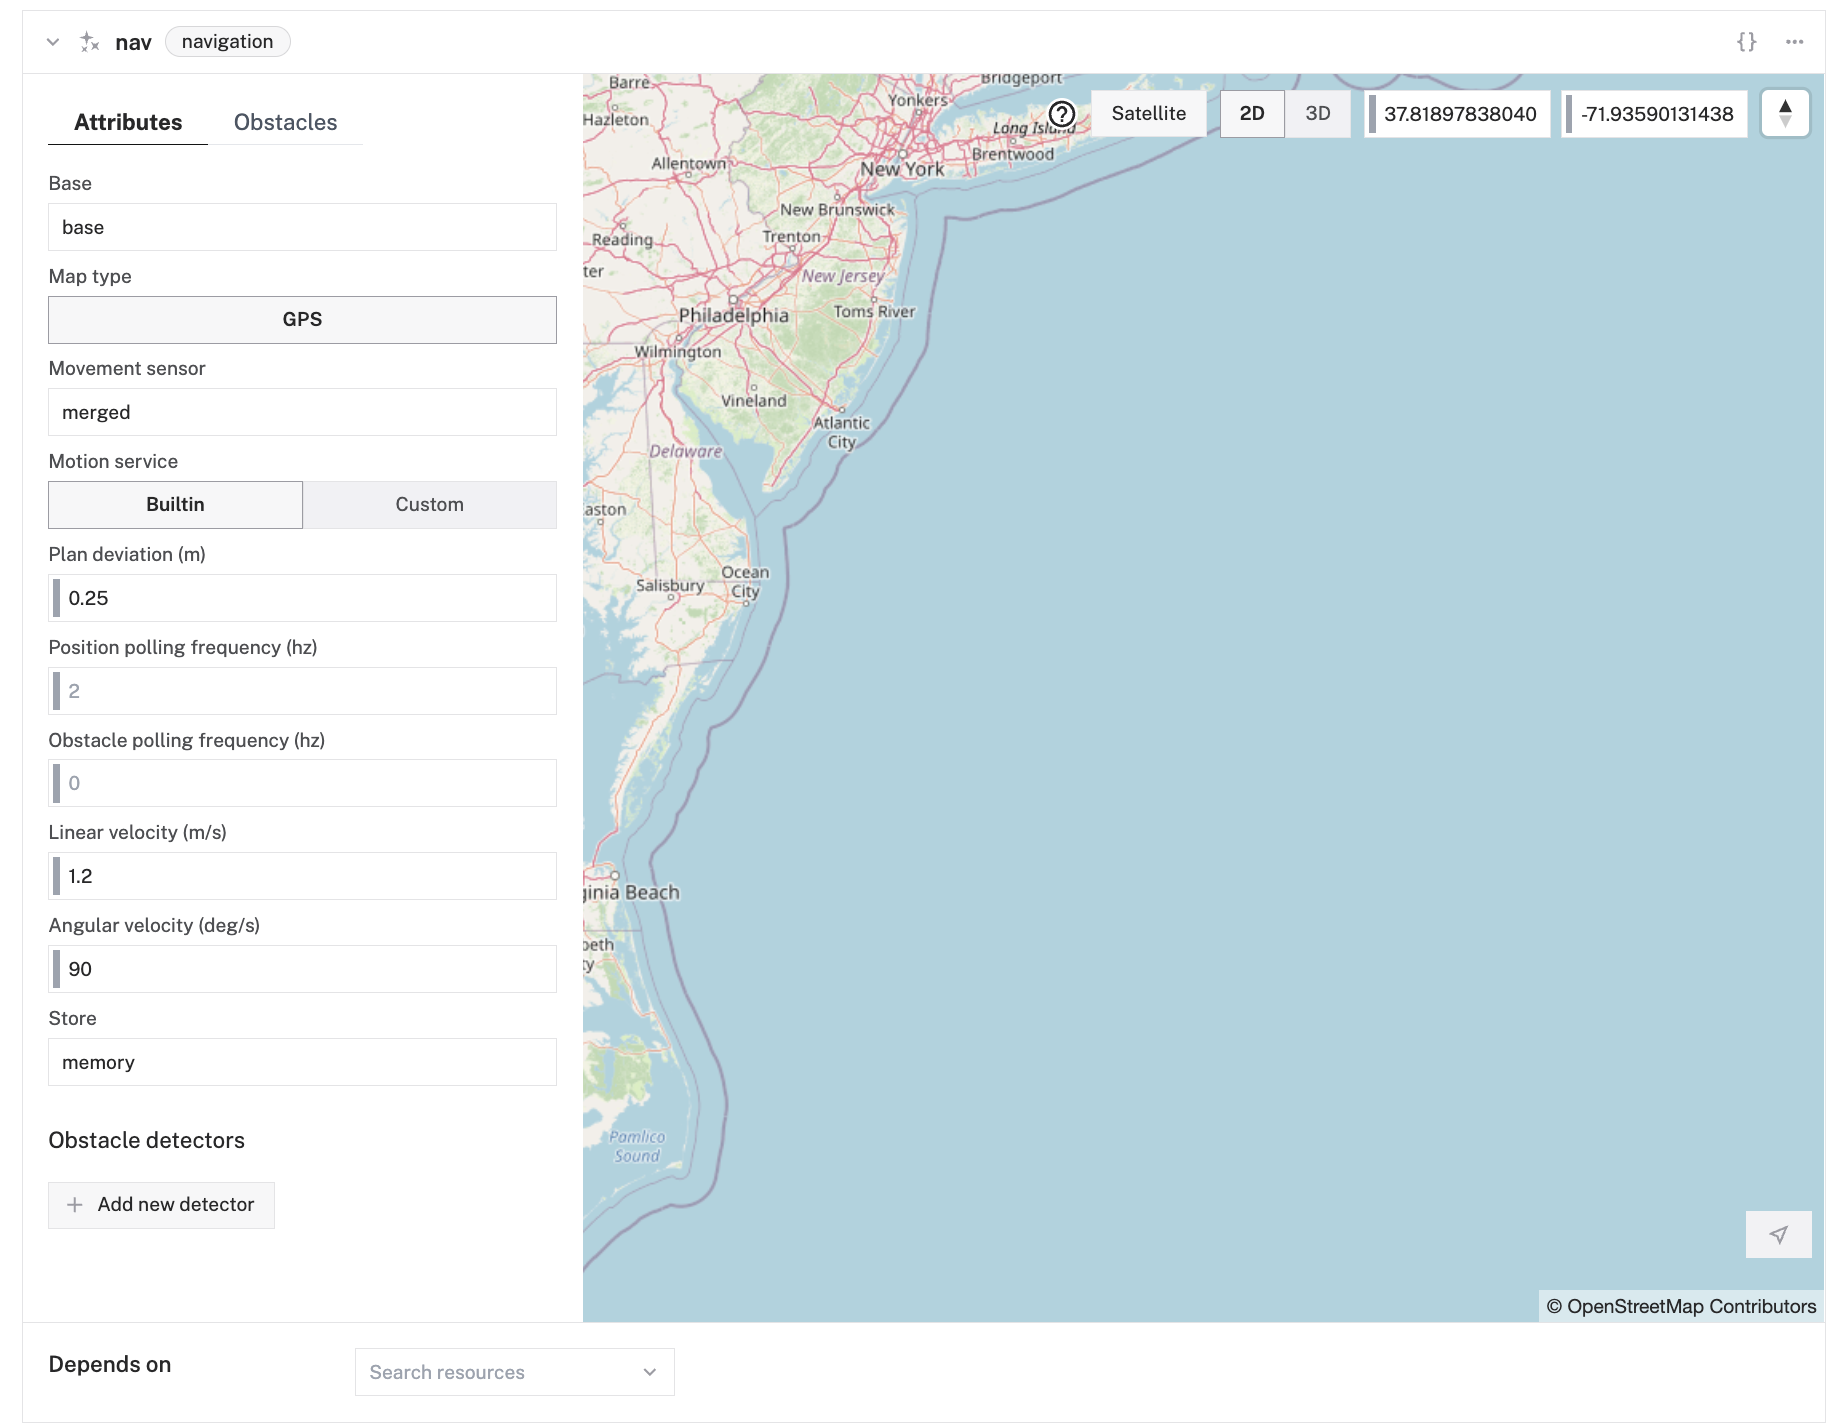 nav navigation {} ...
Attributes Obstacles
Base
base
Map type
GPS
Movement sensor
merged
Motion service
Builtin Custom
Plan deviation (m)
0.25
Position polling frequency (hz)
2
Obstacle polling frequency (hz)
0
Linear velocity (m/s)
1.2
Angular velocity (deg/s)
90
Store
memory
Obstacle detectors
+ Add new detector
Satellite 2D 3D 37.81897838040 -71.93590131438
Barre
Bridgeport
Yonkers
Hazleton
Long Island
Allentown
Brentwood
New York
New Brunswick
Reading
Trenton
ter
New Jersey
Philadelphia
Toms River
Wilmington
Vineland
Atlantic
City
Delaware
aston
Ocean
City
Salisbury
ginia Beach
beth
ty
Pamlico
Sound
© OpenStreetMap Contributors
Depends on Search resources